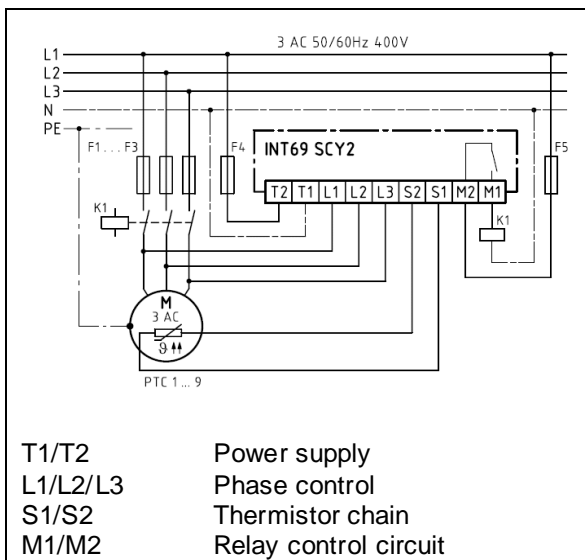 3 AC 50/60Hz 400V
L1
L2
L3
N
PE
F1...F3
F4
INT69 SCY2
F5
T2 T1 L1 L2 L3 S2 S1 M2 M1
K1
K1
M
3 AC
ϑ
PTC 1...9
T1/T2 Power supply
L1/L2/L3 Phase control
S1/S2 Thermistor chain
M1/M2 Relay control circuit